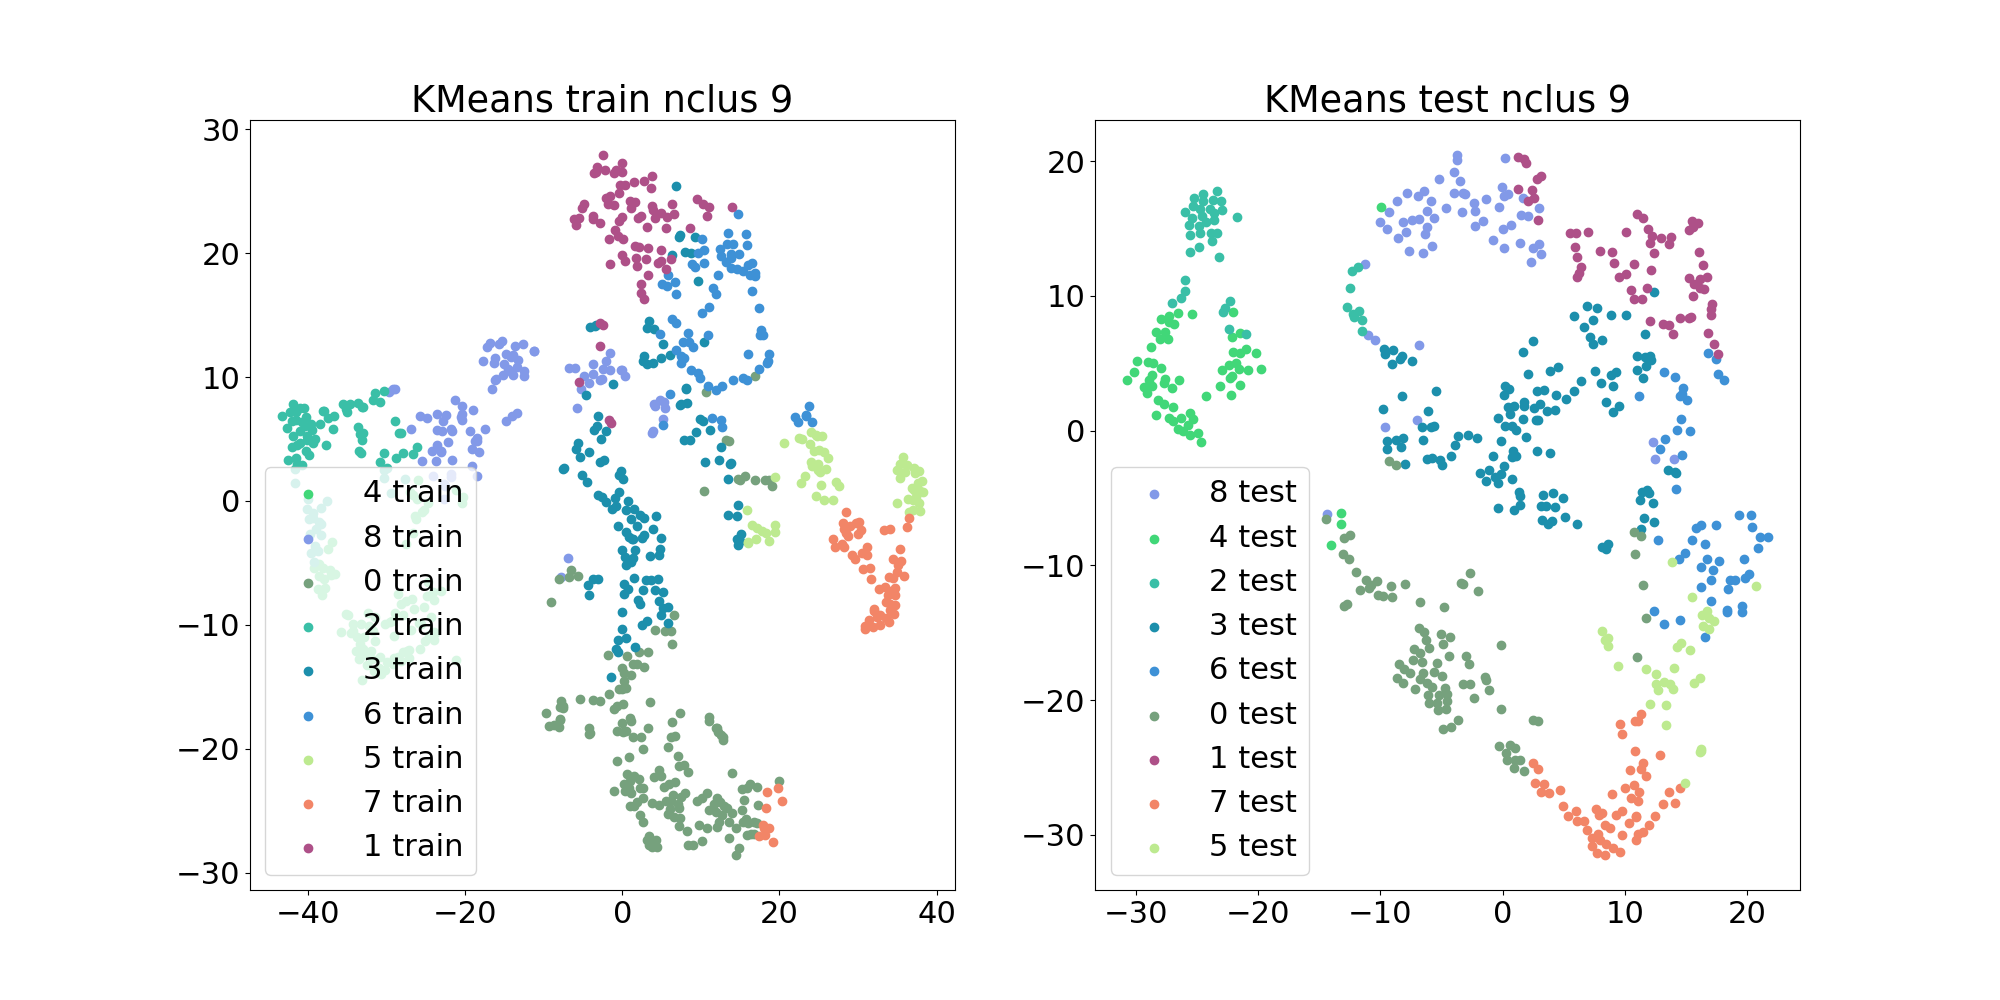 KMeans train nclus 9
30
20
10
0
−10
−20
−30
−40
−20
0
20
40
4 train
8 train
0 train
2 train
3 train
6 train
5 train
7 train
1 train
KMeans test nclus 9
20
10
0
−10
−20
−30
−30
−20
−10
0
10
20
8 test
4 test
2 test
3 test
6 test
0 test
1 test
7 test
5 test